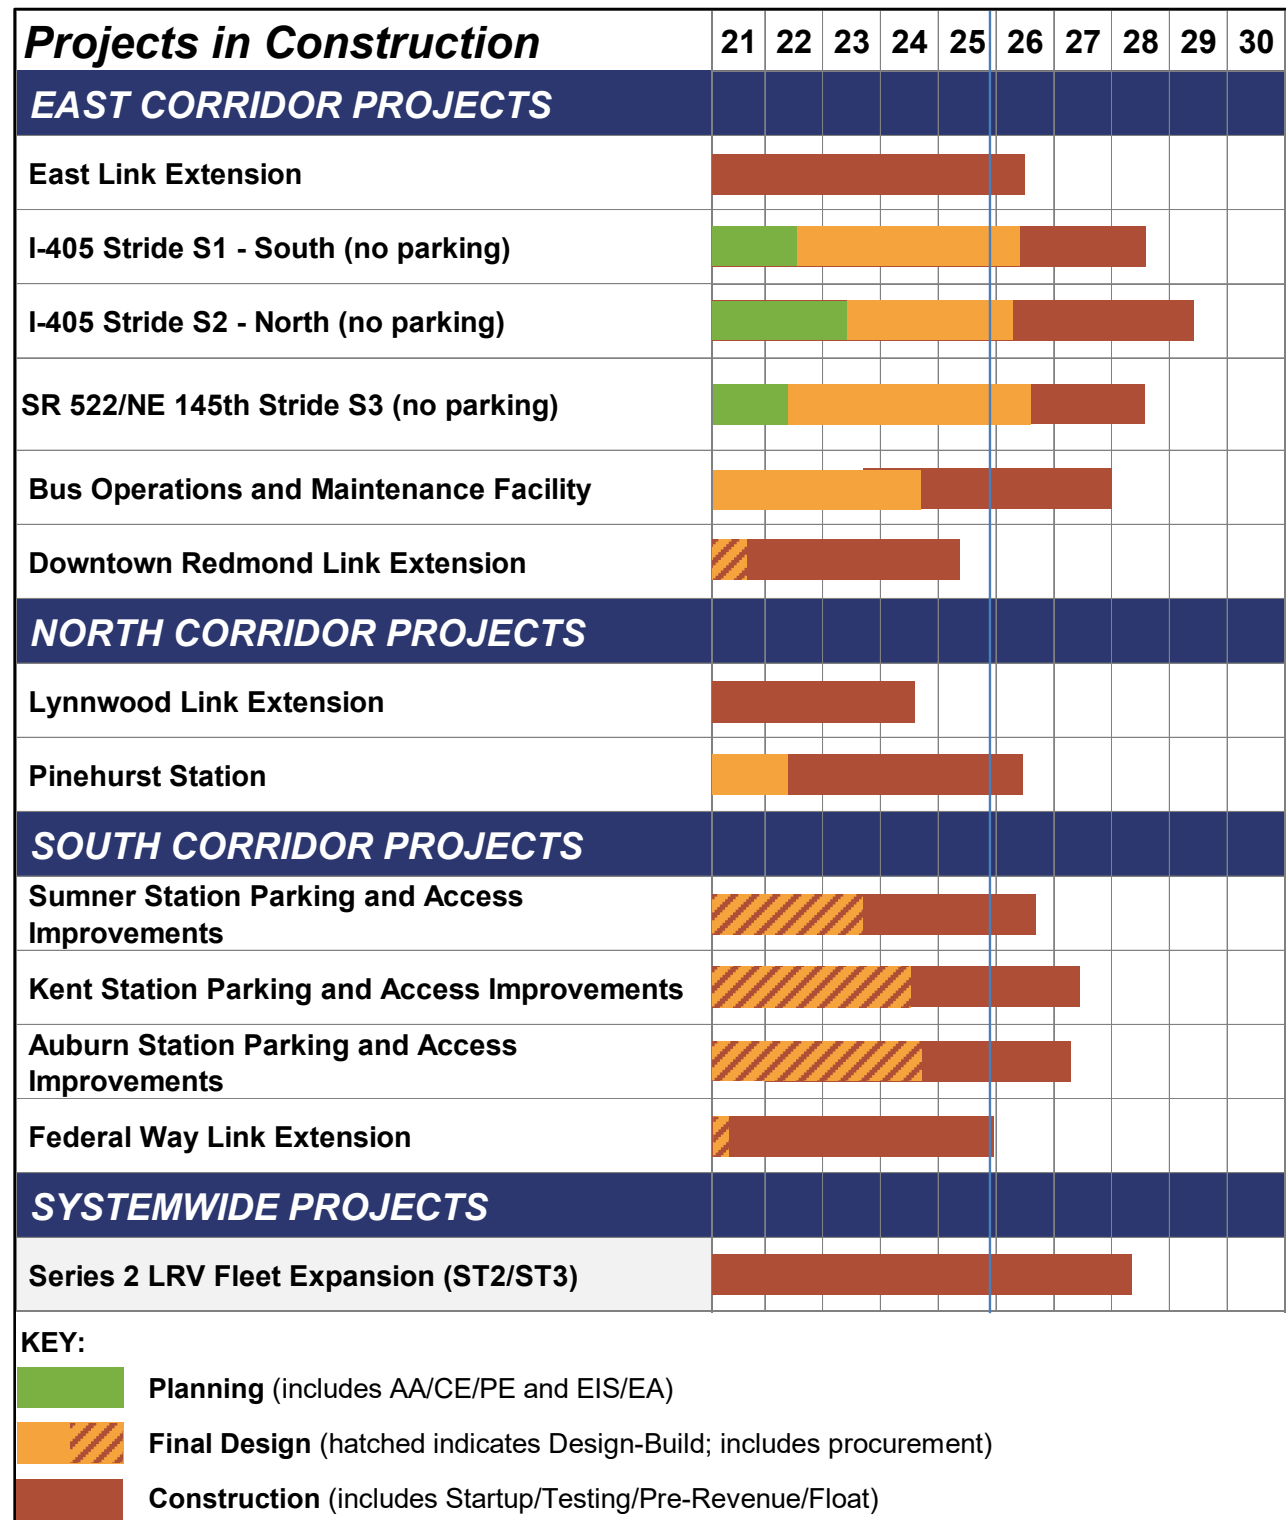 Projects in Construction 21 22 23 24 25 26 27 28 29 30
EAST CORRIDOR PROJECTS
East Link Extension
I-405 Stride S1 - South (no parking)
I-405 Stride S2 - North (no parking)
SR 522/NE 145th Stride S3 (no parking)
Bus Operations and Maintenance Facility
Downtown Redmond Link Extension
NORTH CORRIDOR PROJECTS
Lynnwood Link Extension
Pinehurst Station
SOUTH CORRIDOR PROJECTS
Sumner Station Parking and Access
Improvements
Kent Station Parking and Access Improvements
Auburn Station Parking and Access
Improvements
Federal Way Link Extension
SYSTEMWIDE PROJECTS
Series 2 LRV Fleet Expansion (ST2/ST3)
KEY:
Planning (includes AA/CE/PE and EIS/EA)
Final Design (hatched indicates Design-Build; includes procurement)
Construction (includes Startup/Testing/Pre-Revenue/Float)